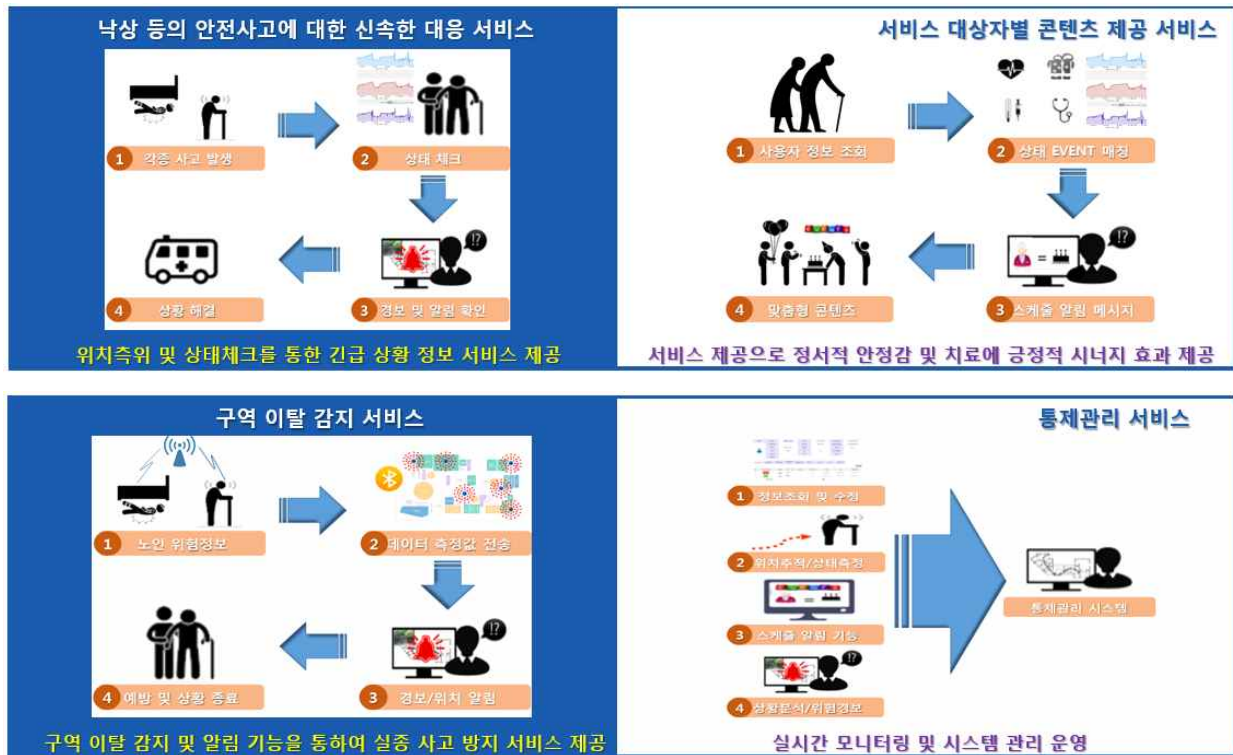 낙상 등의 안전사고에 대한 신속한 대응 서비스
1 각종 사고 발생
2 상태 체크
!?
4 상황 해결
3 경보 및 알림 확인
위치측위 및 상태체크를 통한 긴급 상황 정보 서비스 제공
서비스 대상자별 콘텐츠 제공 서비스
1 사용자 정보 조회
2 상태 EVENT 매칭
!?
=
4 맞춤형 콘텐츠
3 스케줄 알림 메시지
서비스 제공으로 정서적 안정감 및 치료에 긍정적 시너지 효과 제공
구역 이탈 감지 서비스
1 노인 위험정보
2 데이터 측정값 전송
!?
4 예방 및 상황 종료
3 경보/위치 알림
구역 이탈 감지 및 알림 기능을 통하여 실종 사고 방지 서비스 제공
통제관리 서비스
1 정보조회 및 수정
2 위치추적/상태측정
=
3 스케줄 알림 기능
!?
4 상황분석/위험경보
통제관리 시스템
실시간 모니터링 및 시스템 관리 운영